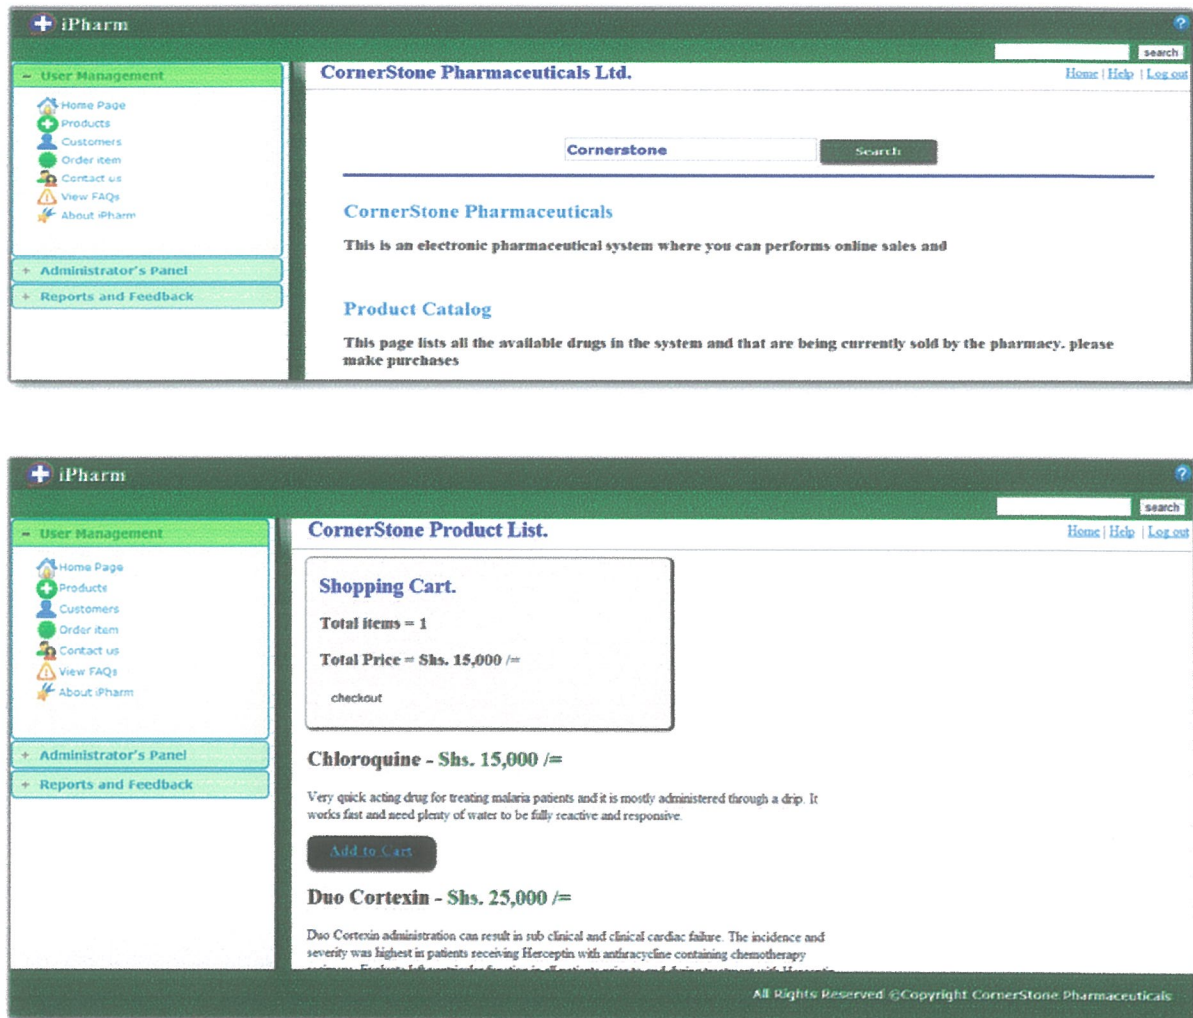 iPharm
search
User Management
CornerStone Pharmaceuticals Ltd.
Home | Help | Log out
Home Page
Products
Customers
Order item
Contact us
View FAQs
About iPharm
Cornerstone
Search
CornerStone Pharmaceuticals
This is an electronic pharmaceutical system where you can performs online sales and
Administrator's Panel
Reports and Feedback
Product Catalog
This page lists all the available drugs in the system and that are being currently sold by the pharmacy. please
make purchases
iPharm
search
User Management
CornerStone Product List.
Home | Help | Log out
Home Page
Products
Customers
Order item
Contact us
View FAQs
About iPharm
Shopping Cart.
Total items = 1
Total Price = Shs. 15,000 /=
checkout
Administrator's Panel
Reports and Feedback
Chloroquine - Shs. 15,000 /=
Very quick acting drug for treating malaria patients and it is mostly administered through a drip. It
works fast and need plenty of water to be fully reactive and responsive.
Add to Cart
Duo Cortexin - Shs. 25,000 /=
Duo Cortexin administration can result in sub clinical and clinical cardiac failure. The incidence and
severity was highest in patients receiving Herceptin with anthracycline containing chemotherapy
All Rights Reserved ©Copyright CornerStone Pharmaceuticals